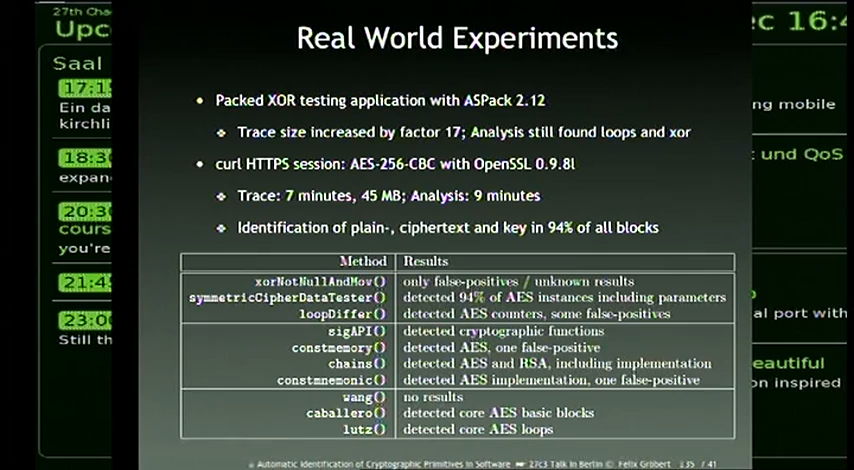 27th Cha
Upc
Saal
17:1
Ein da
kirchli
18:30
expan
20:30
cours
you're
21:4
23:00
Still th
Real World Experiments
Packed XOR testing application with ASPack 2.12
Trace size increased by factor 17; Analysis still found loops and xor
curl HTTPS session: AES-256-CBC with OpenSSL 0.9.8l
Trace: 7 minutes, 45 MB; Analysis: 9 minutes
Identification of plain-, ciphertext and key in 94% of all blocks
Method Results
xorNotNullAndMov() only false-positives / unknown results
symmetricCipherDataTester() detected 94% of AES instances including parameters
loopDiffer() detected AES counters, some false-positives
sigAPI() detected cryptographic functions
constmemory() detected AES, one false-positive
chains() detected AES and RSA, including implementation
constmnemonic() detected AES implementation, one false-positive
wang() no results
caballero() detected core AES basic blocks
lutz() detected core AES loops
Automatic Identification of Cryptographic Primitives in Software 27c3 Talk in Berlin © Felix Gröbert 35 / 41
ec 16:4
ng mobile
t und QoS
al port with
eautiful
on inspired